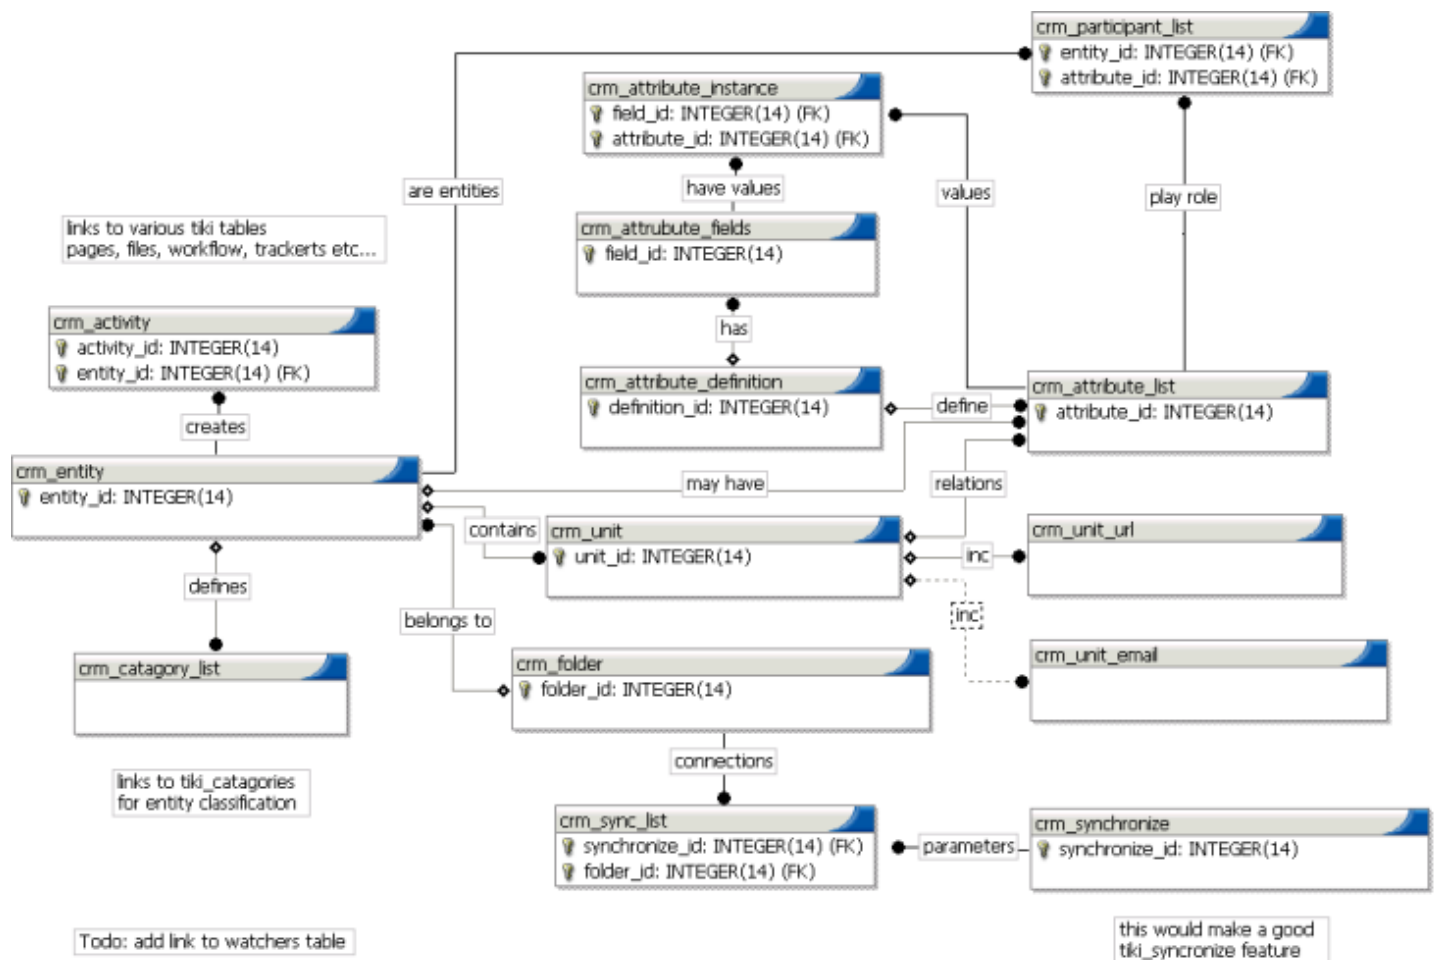 crm_participant_list
entity_id: INTEGER(14) (FK)
attribute_id: INTEGER(14) (FK)
crm_attribute_instance
field_id: INTEGER(14) (FK)
attribute_id: INTEGER(14) (FK)
are entities
have values
values
play role
links to various tiki tables
pages, files, workflow, trackerts etc...
crm_attrubute_fields
field_id: INTEGER(14)
crm_activity
activity_id: INTEGER(14)
entity_id: INTEGER(14) (FK)
has
crm_attribute_definition
definition_id: INTEGER(14)
define
crm_attribute_list
attribute_id: INTEGER(14)
creates
crm_entity
entity_id: INTEGER(14)
may have
relations
contains
crm_unit
unit_id: INTEGER(14)
inc
crm_unit_url
defines
belongs to
inc
crm_catagory_list
crm_folder
folder_id: INTEGER(14)
crm_unit_email
connections
links to tiki_catagories
for entity classification
crm_sync_list
synchronize_id: INTEGER(14) (FK)
folder_id: INTEGER(14) (FK)
parameters
crm_synchronize
synchronize_id: INTEGER(14)
Todo: add link to watchers table
this would make a good
tiki_syncronize feature